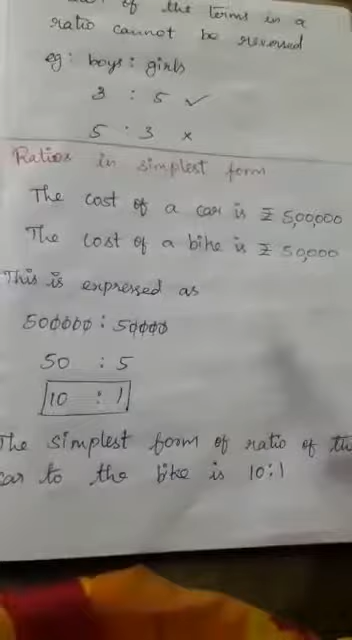 of the terms in a
ratio cannot be reversed
eg: boys : girls
3 : 5 ✓
5 : 3 ×
Ratios in simplest form
The cost of a car is ₹ 5,00,000
The cost of a bike is ₹ 50,000
This is expressed as
500000 : 50000
50 : 5
10 : 1
The simplest form of ratio of the
car to the bike is 10:1